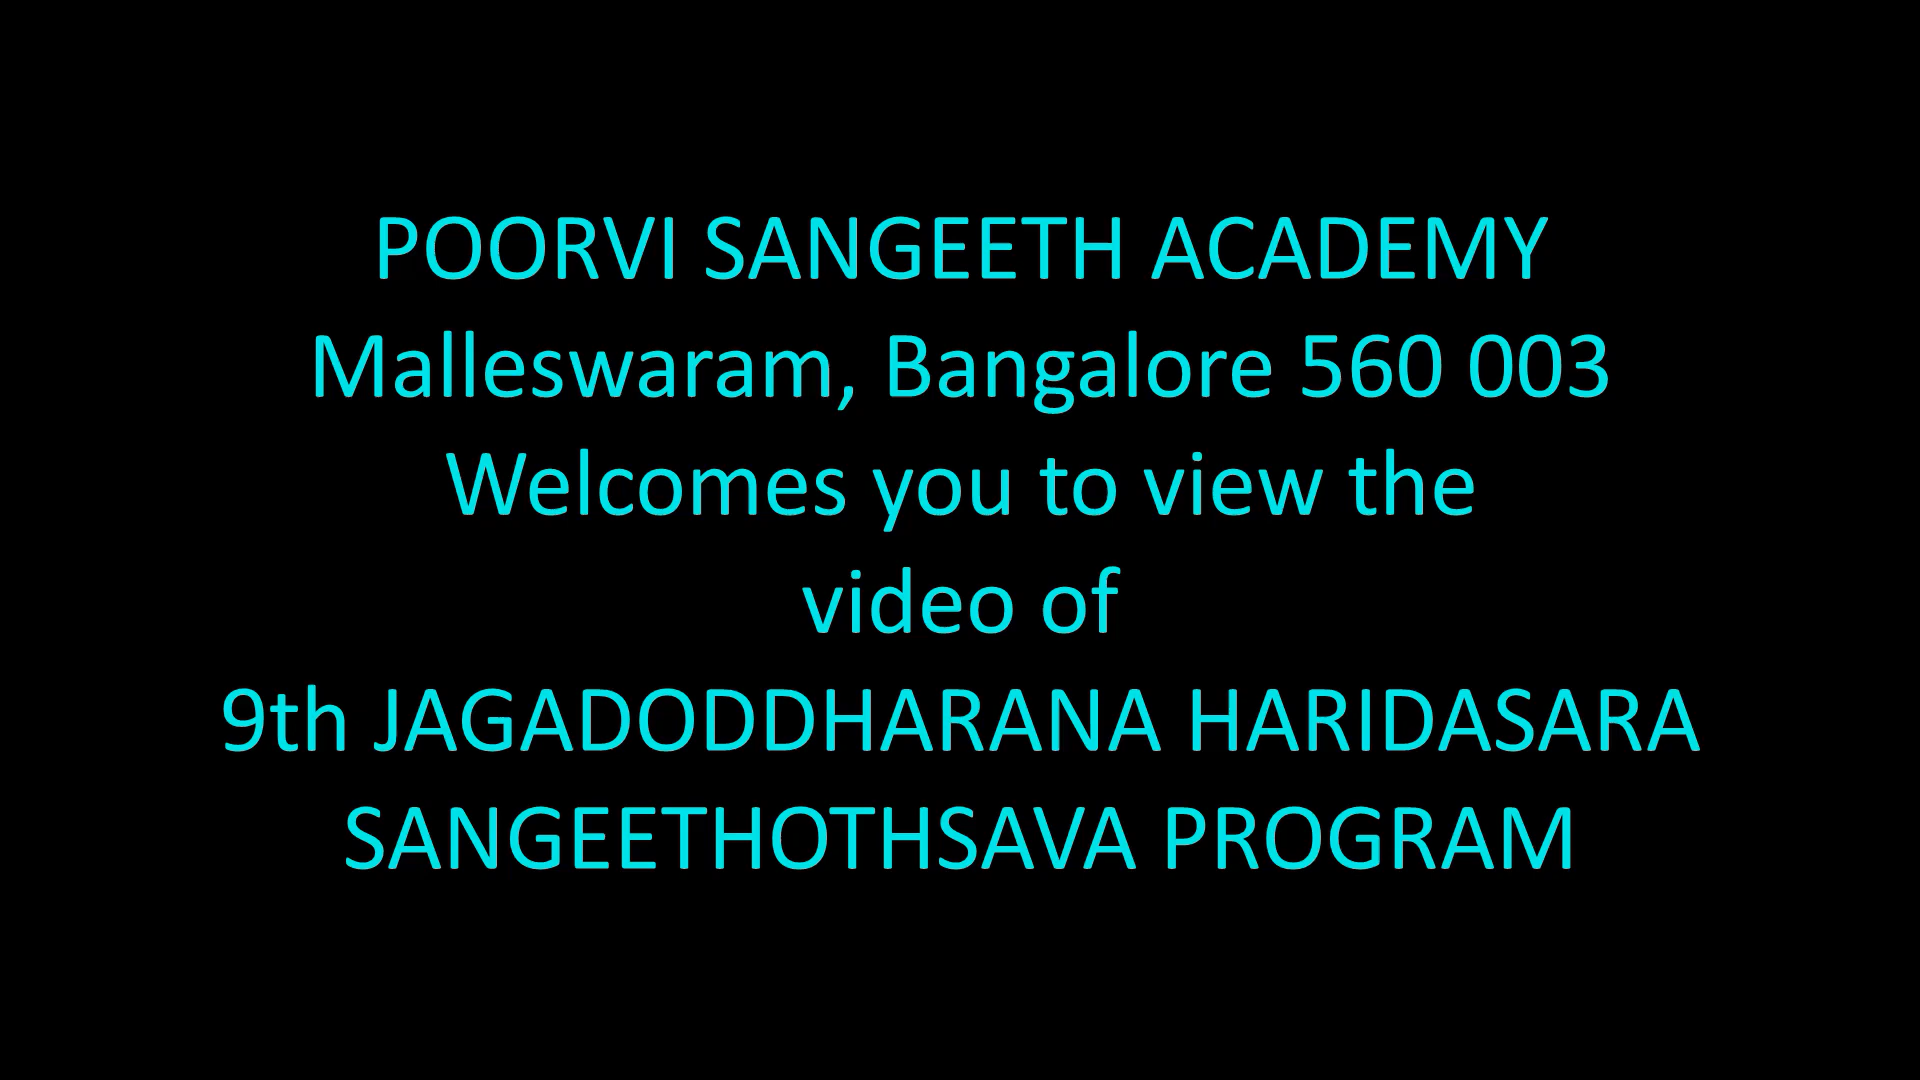 POORVI SANGEETH ACADEMY
Malleswaram, Bangalore 560 003
Welcomes you to view the
video of
9th JAGADODDHARANA HARIDASARA
SANGEETHOTHSAVA PROGRAM